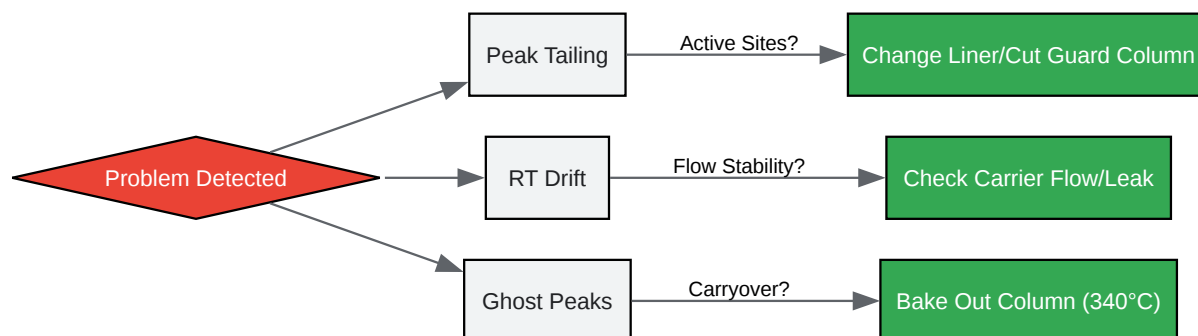 Peak Tailing
Active Sites?
Change Liner/Cut Guard Column
Problem Detected
RT Drift
Flow Stability?
Check Carrier Flow/Leak
Ghost Peaks
Carryover?
Bake Out Column (340°C)